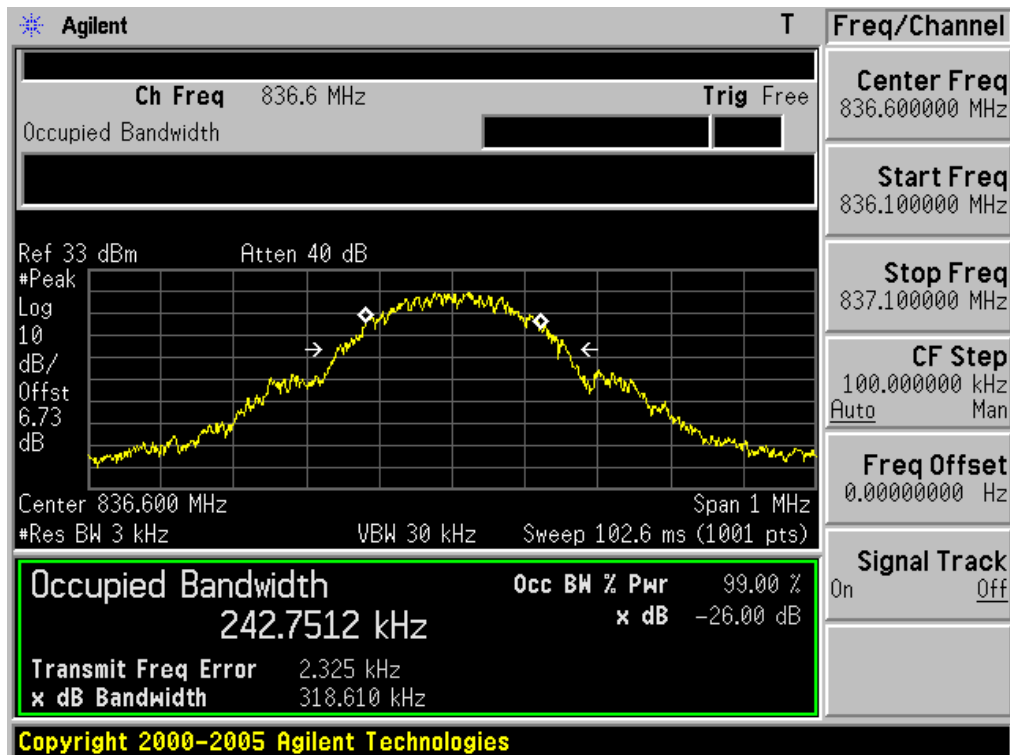 Agilent T Freq/Channel
Ch Freq 836.6 MHz Trig Free
Occupied Bandwidth
Center Freq
836.600000 MHz
Start Freq
836.100000 MHz
Stop Freq
837.100000 MHz
CF Step
100.000000 kHz
Auto Man
Freq Offset
0.00000000 Hz
Signal Track
On Off
Ref 33 dBm Atten 40 dB
#Peak
Log
10
dB/
Offst
6.73
dB
Center 836.600 MHz Span 1 MHz
#Res BW 3 kHz VBW 30 kHz Sweep 102.6 ms (1001 pts)
Occupied Bandwidth Occ BW % Pwr 99.00 %
242.7512 kHz x dB -26.00 dB
Transmit Freq Error 2.325 kHz
x dB Bandwidth 318.610 kHz
Copyright 2000-2005 Agilent Technologies